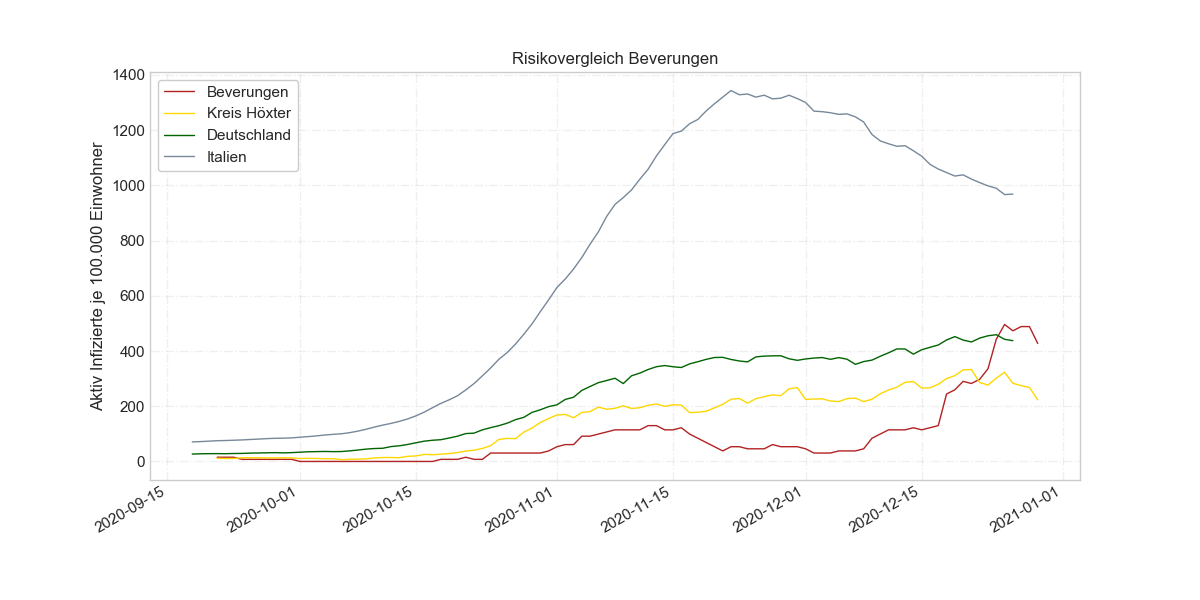 Risikovergleich Beverungen
Aktiv Infizierte je 100.000 Einwohner
1400
1200
1000
800
600
400
200
0
Beverungen
Kreis Höxter
Deutschland
Italien
2020-09-15
2020-10-01
2020-10-15
2020-11-01
2020-11-15
2020-12-01
2020-12-15
2021-01-01